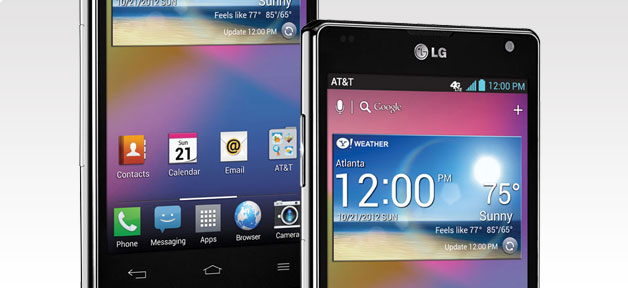 Sunny
10/21/2012 SUN
Feels like 77° 85°/65°
Update 12:00 PM
SUN
21
@
Contacts
Calendar
Email
AT&T
Phone
Messaging
Apps
Browser
Camera
LG
AT&T
4G LTE
12:00 PM
Google
+
Y! WEATHER
Atlanta
12:00 PM
75°
10/21/2012 SUN
Sunny
Feels like 77° 85°/65°
Update 12:00 PM